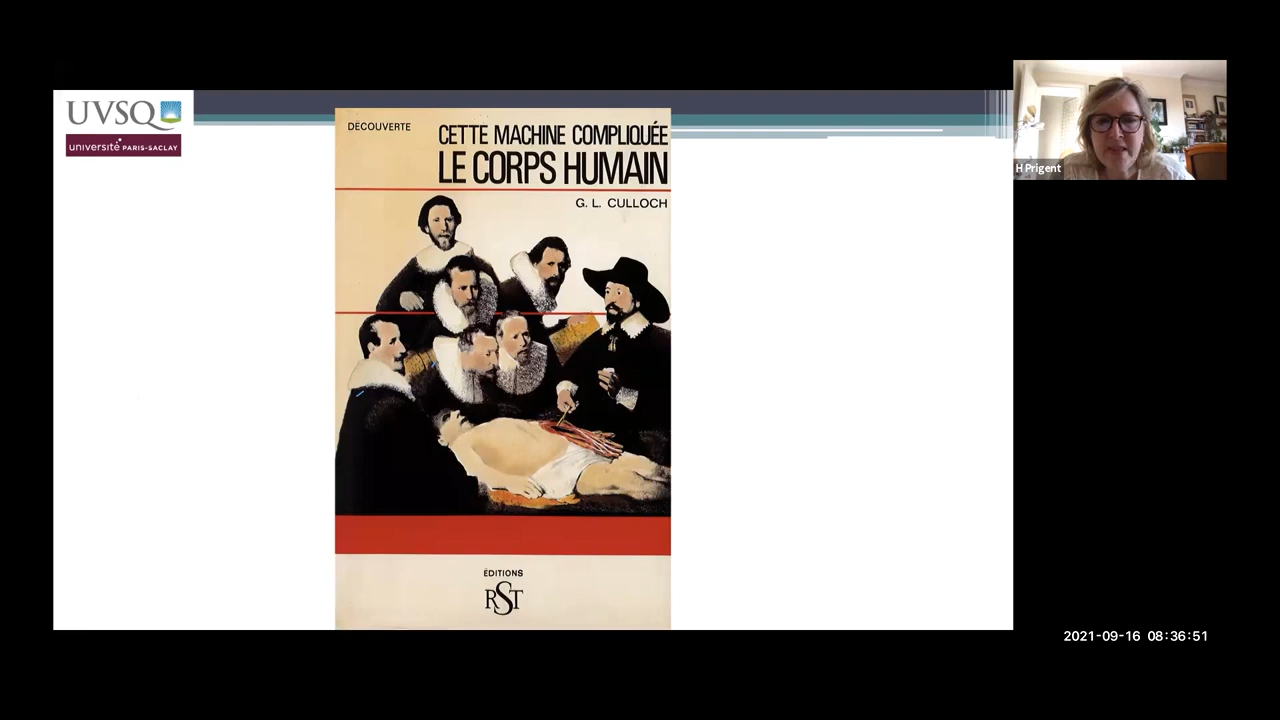 UVSQ
université PARIS-SACLAY
DÉCOUVERTE
CETTE MACHINE COMPLIQUÉE
LE CORPS HUMAIN
G. L. CULLOCH
ÉDITIONS
RST
H Prigent
2021-09-16 08:36:51